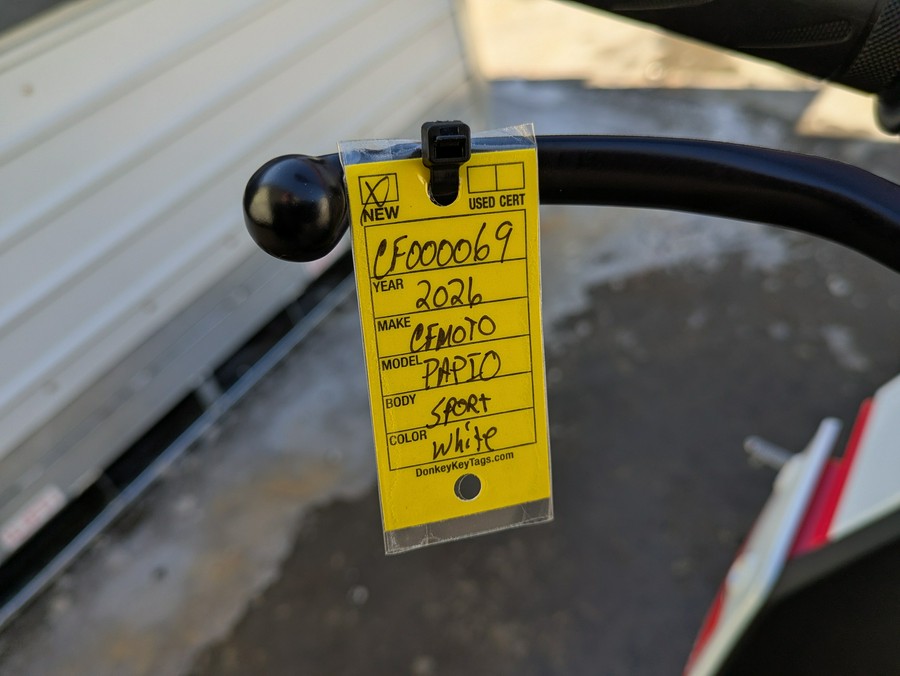 X
NEW USED CERT
CF000069
YEAR 2026
MAKE CFMOTO
MODEL PAPIO
BODY SPORT
COLOR White
DonkeyKeyTags.com